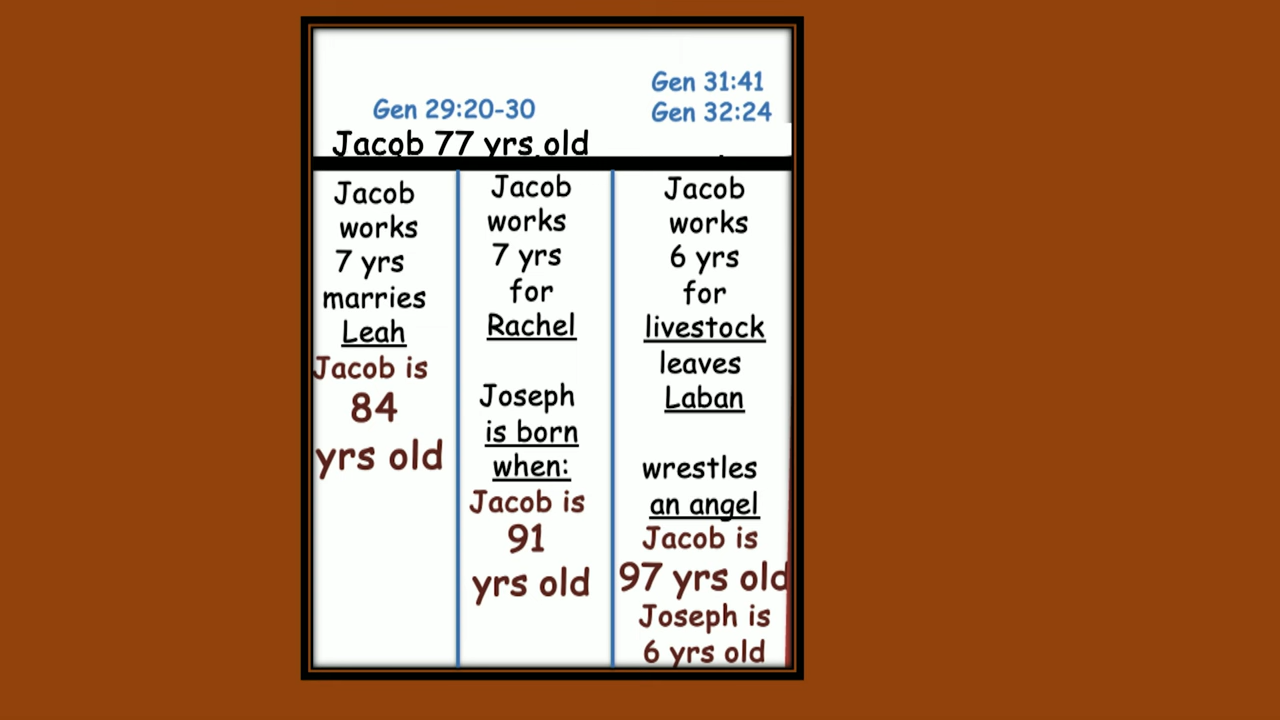 Gen 29:20-30
Gen 31:41
Gen 32:24
Jacob 77 yrs old
Jacob
works
7 yrs
marries
Leah
Jacob is
84
yrs old
Jacob
works
7 yrs
for
Rachel
Joseph
is born
when:
Jacob is
91
yrs old
Jacob
works
6 yrs
for
livestock
leaves
Laban
wrestles
an angel
Jacob is
97 yrs old
Joseph is
6 yrs old